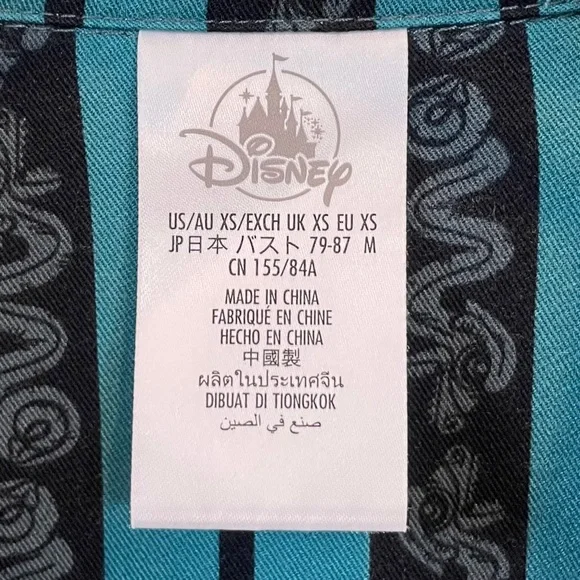 Disney
US/AU XS/EXCH UK XS EU XS
JP日本 バスト 79-87 M
CN 155/84A
MADE IN CHINA
FABRIQUÉ EN CHINE
HECHO EN CHINA
中國製
ผลิตในประเทศจีน
DIBUAT DI TIONGKOK
صنع في الصين